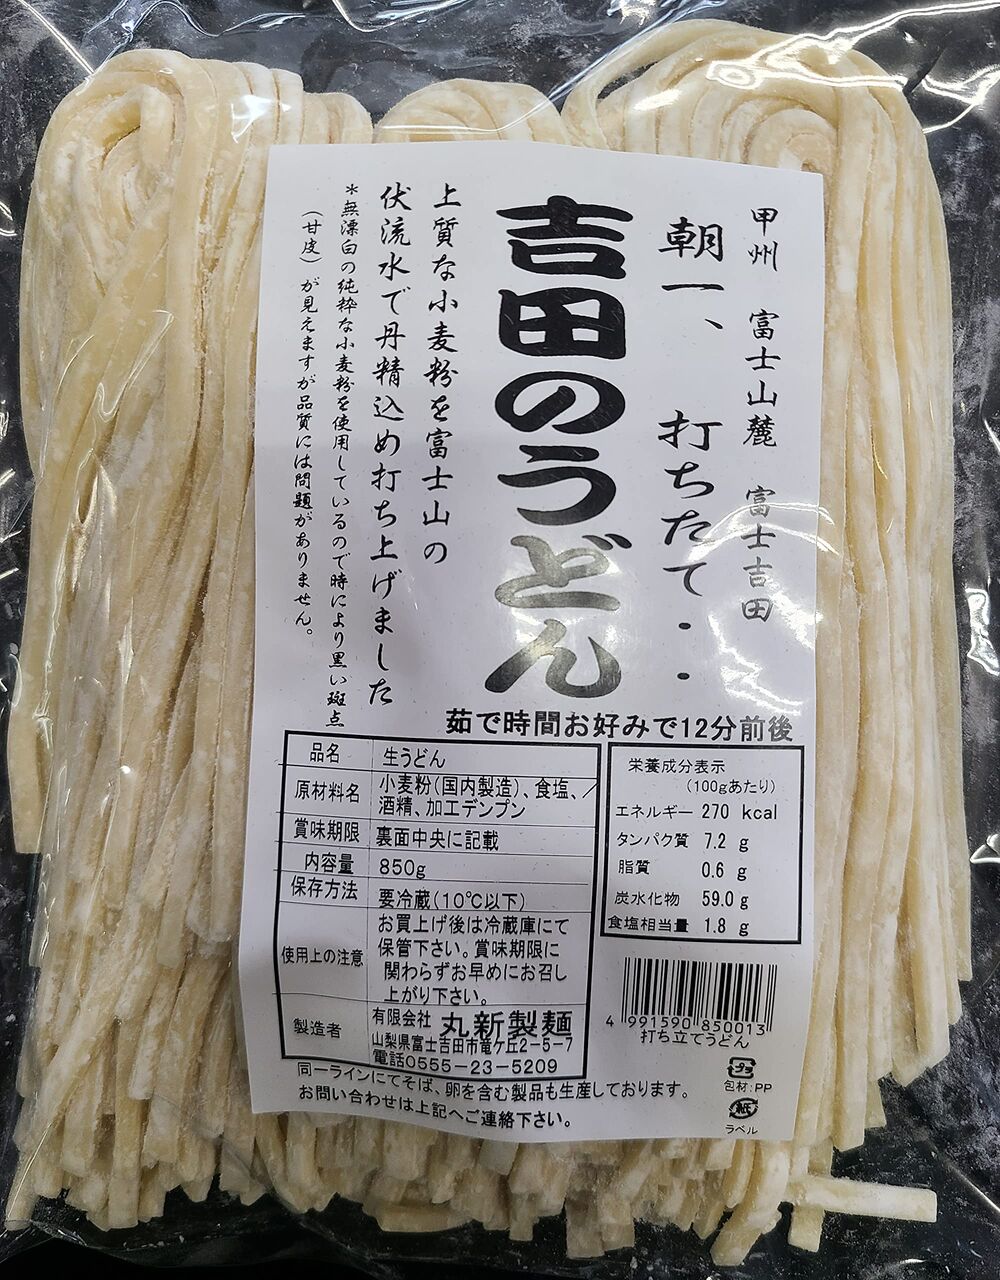 甲州 富士山麓 富士吉田
朝一、打ちたて・・
吉田のうどん
上質な小麦粉を富士山の
伏流水で丹精込め打ち上げました
*無漂白の純粋な小麦粉を使用しているので時により黒い斑点
(甘皮)が見えますが品質には問題がありません。
茹で時間お好みで12分前後
品名 生うどん
原材料名 小麦粉(国内製造)、食塩、/
酒精、加工デンプン
賞味期限 裏面中央に記載
内容量 850g
保存方法 要冷蔵(10℃以下)
使用上の注意 お買上げ後は冷蔵庫にて
保管下さい。賞味期限に
関わらずお早めにお召し
上がり下さい。
製造者 有限会社 丸新製麺
山梨県富士吉田市竜ケ丘2-5-7
電話0555-23-5209
栄養成分表示
(100gあたり)
エネルギー 270 kcal
タンパク質 7.2 g
脂質 0.6 g
炭水化物 59.0 g
食塩相当量 1.8 g
4 991590 850013
打ち立てうどん
プラ
包材:PP
紙
ラベル
同一ラインにてそば、卵を含む製品も生産しております。
お問い合わせは上記へご連絡下さい。